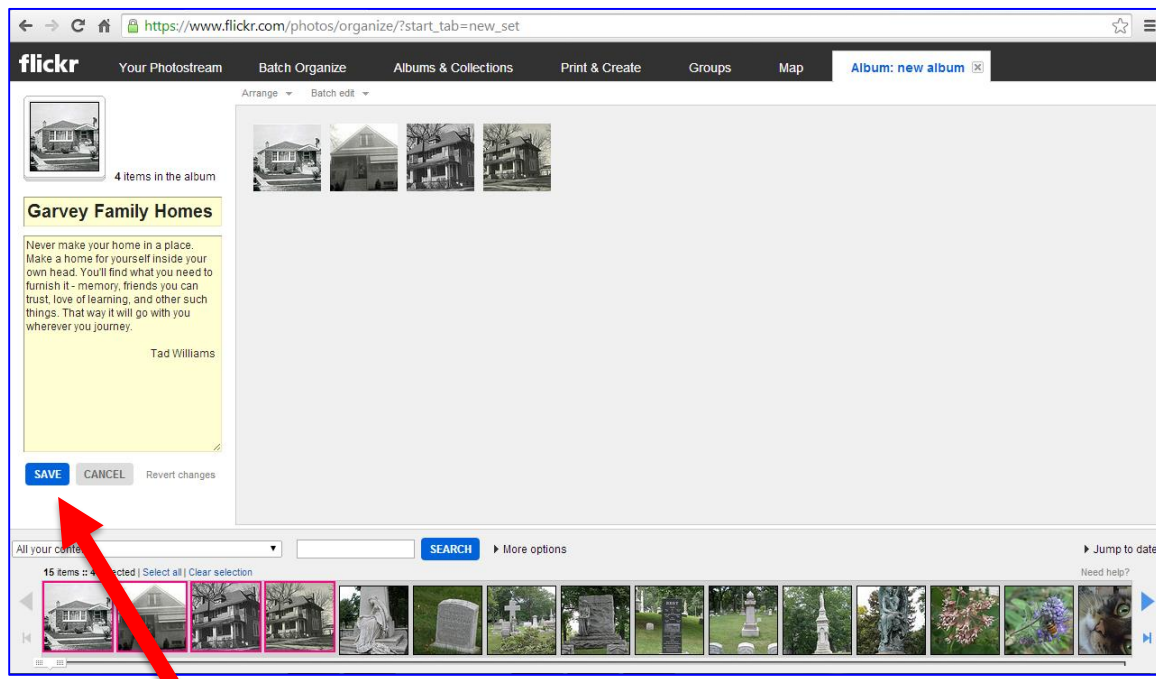 https://www.flickr.com/photos/organize/?start_tab=new_set
flickr
Your Photostream
Batch Organize
Albums & Collections
Print & Create
Groups
Map
Album: new album
Arrange
Batch edit
4 items in the album
Garvey Family Homes
Never make your home in a place.
Make a home for yourself inside your
own head. You'll find what you need to
furnish it - memory, friends you can
trust, love of learning, and other such
things. That way it will go with you
wherever you journey.
Tad Williams
SAVE
CANCEL
Revert changes
All your
SEARCH
More options
Jump to date
15 items :: 4 | Select all | Clear selection
Need help?